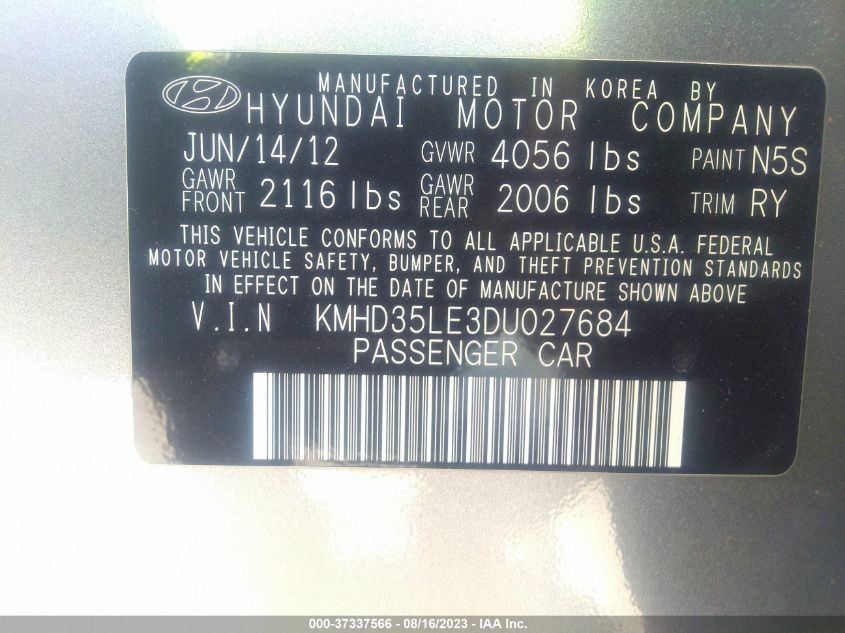 MANUFACTURED IN KOREA BY
HYUNDAI MOTOR COMPANY
JUN/14/12 GVWR 4056 lbs PAINT N5S
GAWR FRONT 2116 lbs GAWR REAR 2006 lbs TRIM RY
THIS VEHICLE CONFORMS TO ALL APPLICABLE U.S.A. FEDERAL
MOTOR VEHICLE SAFETY, BUMPER, AND THEFT PREVENTION STANDARDS
IN EFFECT ON THE DATE OF MANUFACTURE SHOWN ABOVE
V.I.N KMHD35LE3DU027684
PASSENGER CAR
000-37337566 - 08/16/2023 - IAA Inc.